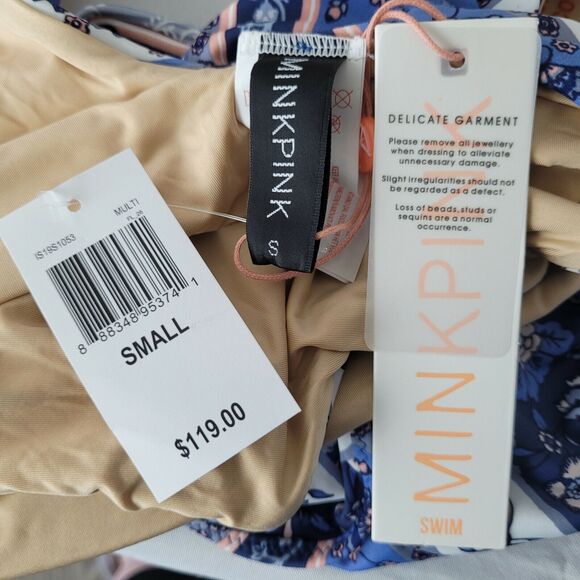 IS19S1053
MULTI
FL 28
8 88348 95374 1
SMALL
$119.00
MINKPINK
S
DELICATE GARMENT
Please remove all jewellery
when dressing to alleviate
unnecessary damage.
Slight irregularities should not
be regarded as a defect.
Loss of beads, studs or
sequins are a normal
occurrence.
MINKPINK
SWIM